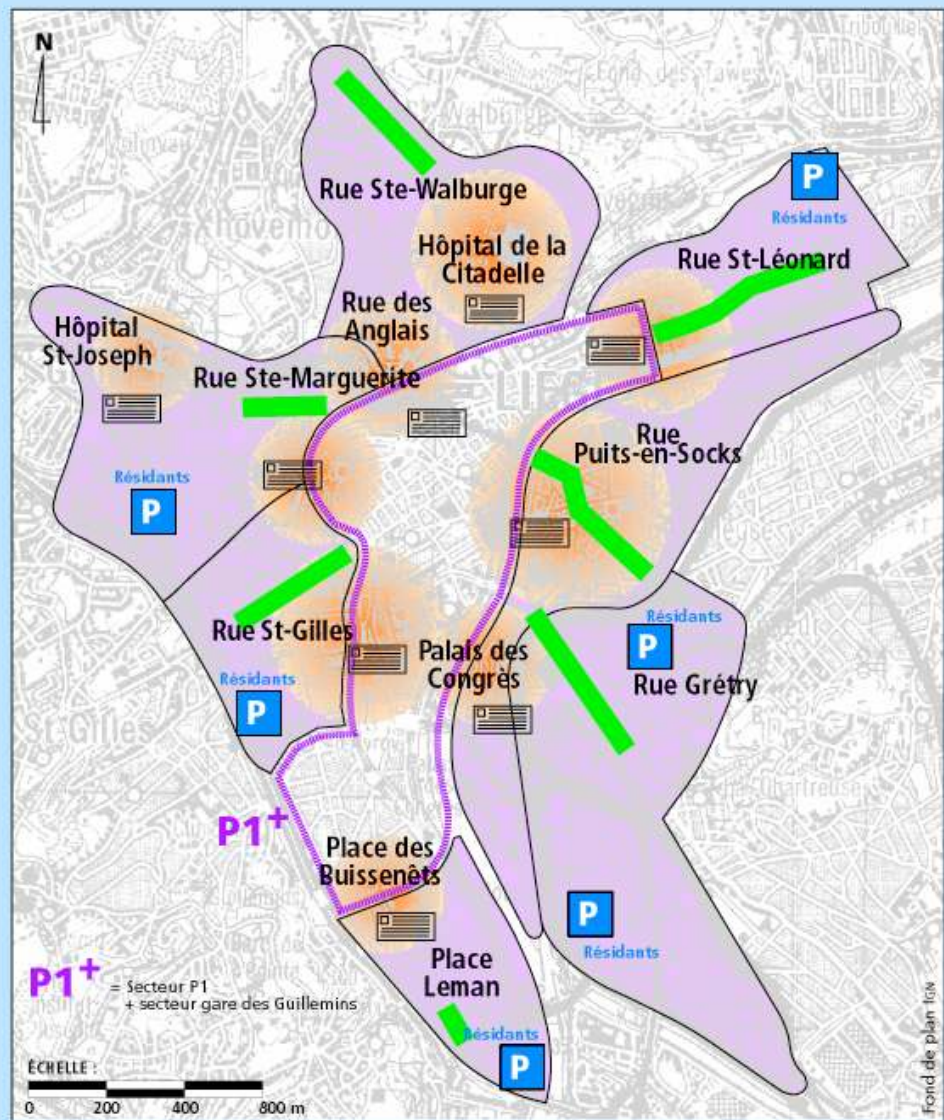 N
Rue Ste-Walburge
Hôpital de la
Citadelle
P
Résidants
Rue St-Léonard
Rue des
Anglais
Hôpital
St-Joseph
Rue Ste-Marguerite
LIEG
Rue
Puits-en-Socks
Résidants
P
Rue St-Gilles
Résidants
P
Palais des
Congrès
Résidants
P
Rue Grétry
P1+
Place des
Buissenêts
P
Résidants
Place
Leman
Résidants
P
P1+ = Secteur P1
+ secteur gare des Guillemins
ÉCHELLE :
0 200 400 800 m
Fond de plan IGN